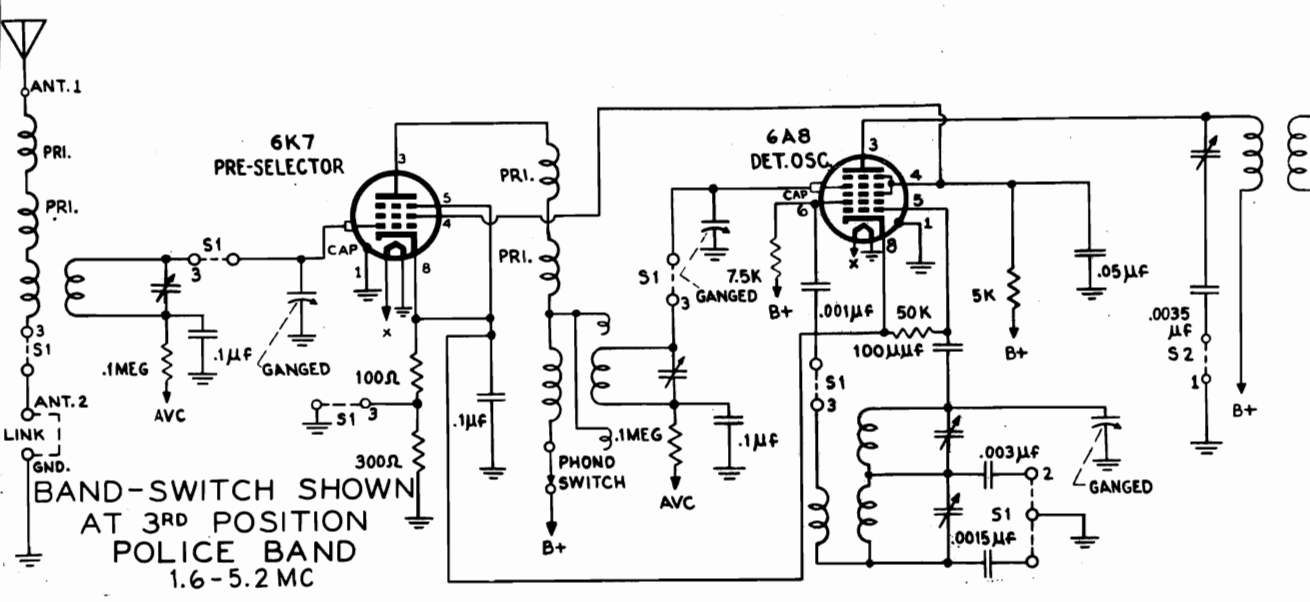 ANT.1
PRI.
PRI.
3
S1
ANT.2
LINK
GND.
.1MEG
AVC
.1µf
S1
3
GANGED
6K7
PRE-SELECTOR
3
5
4
CAP
1
8
x
100Ω
S1 3
300Ω
.1µf
PRI.
PRI.
PHONO
SWITCH
B+
.1MEG
AVC
.1µf
S1
3
GANGED
6A8
DET.OSC.
3
4
5
CAP
6
1
8
x
7.5K
B+
.001µf
50K
100µµf
S1
3
5K
B+
.05µf
.003µf
2
S1
.0015µf
GANGED
.0035
µf
S2
1
B+
BAND-SWITCH SHOWN
AT 3RD POSITION
POLICE BAND
1.6-5.2 MC